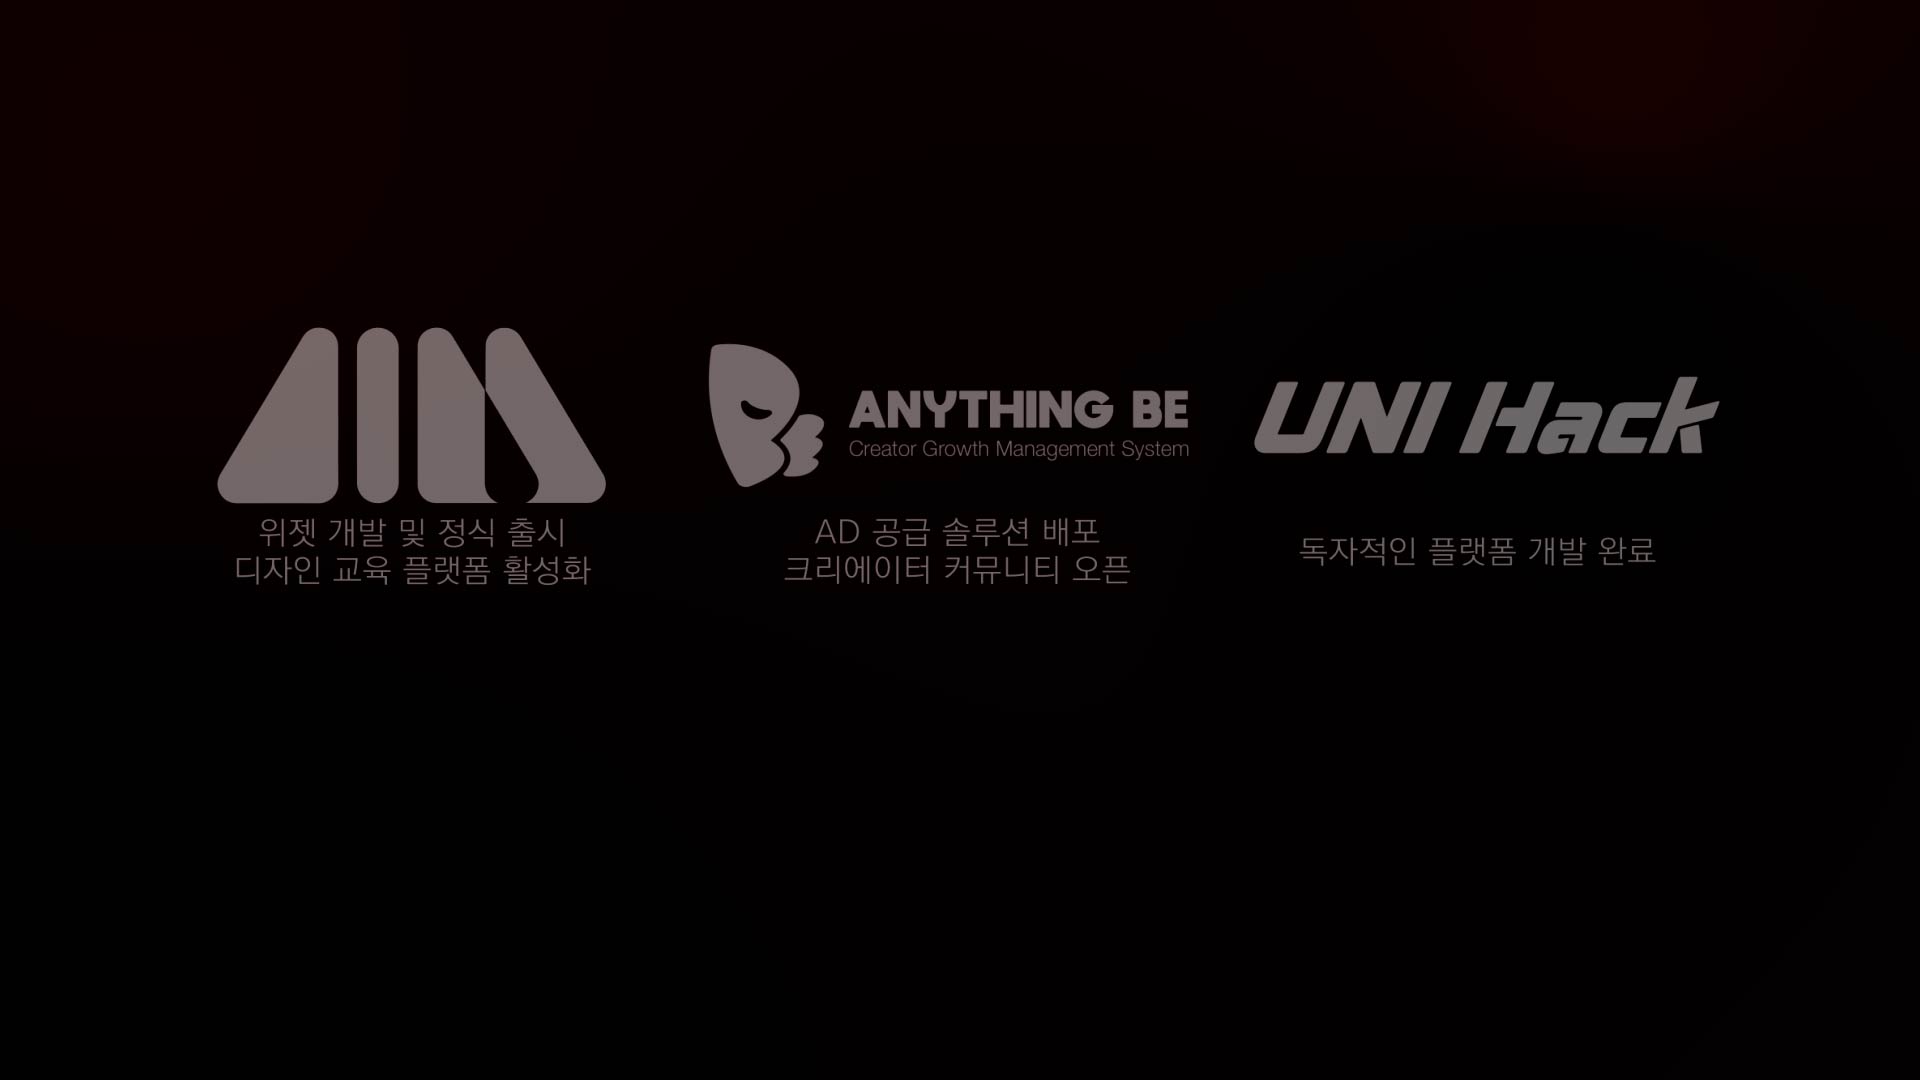 위젯 개발 및 정식 출시
디자인 교육 플랫폼 활성화
ANYTHING BE
Creator Growth Management System
AD 공급 솔루션 배포
크리에이터 커뮤니티 오픈
UNI Hack
독자적인 플랫폼 개발 완료